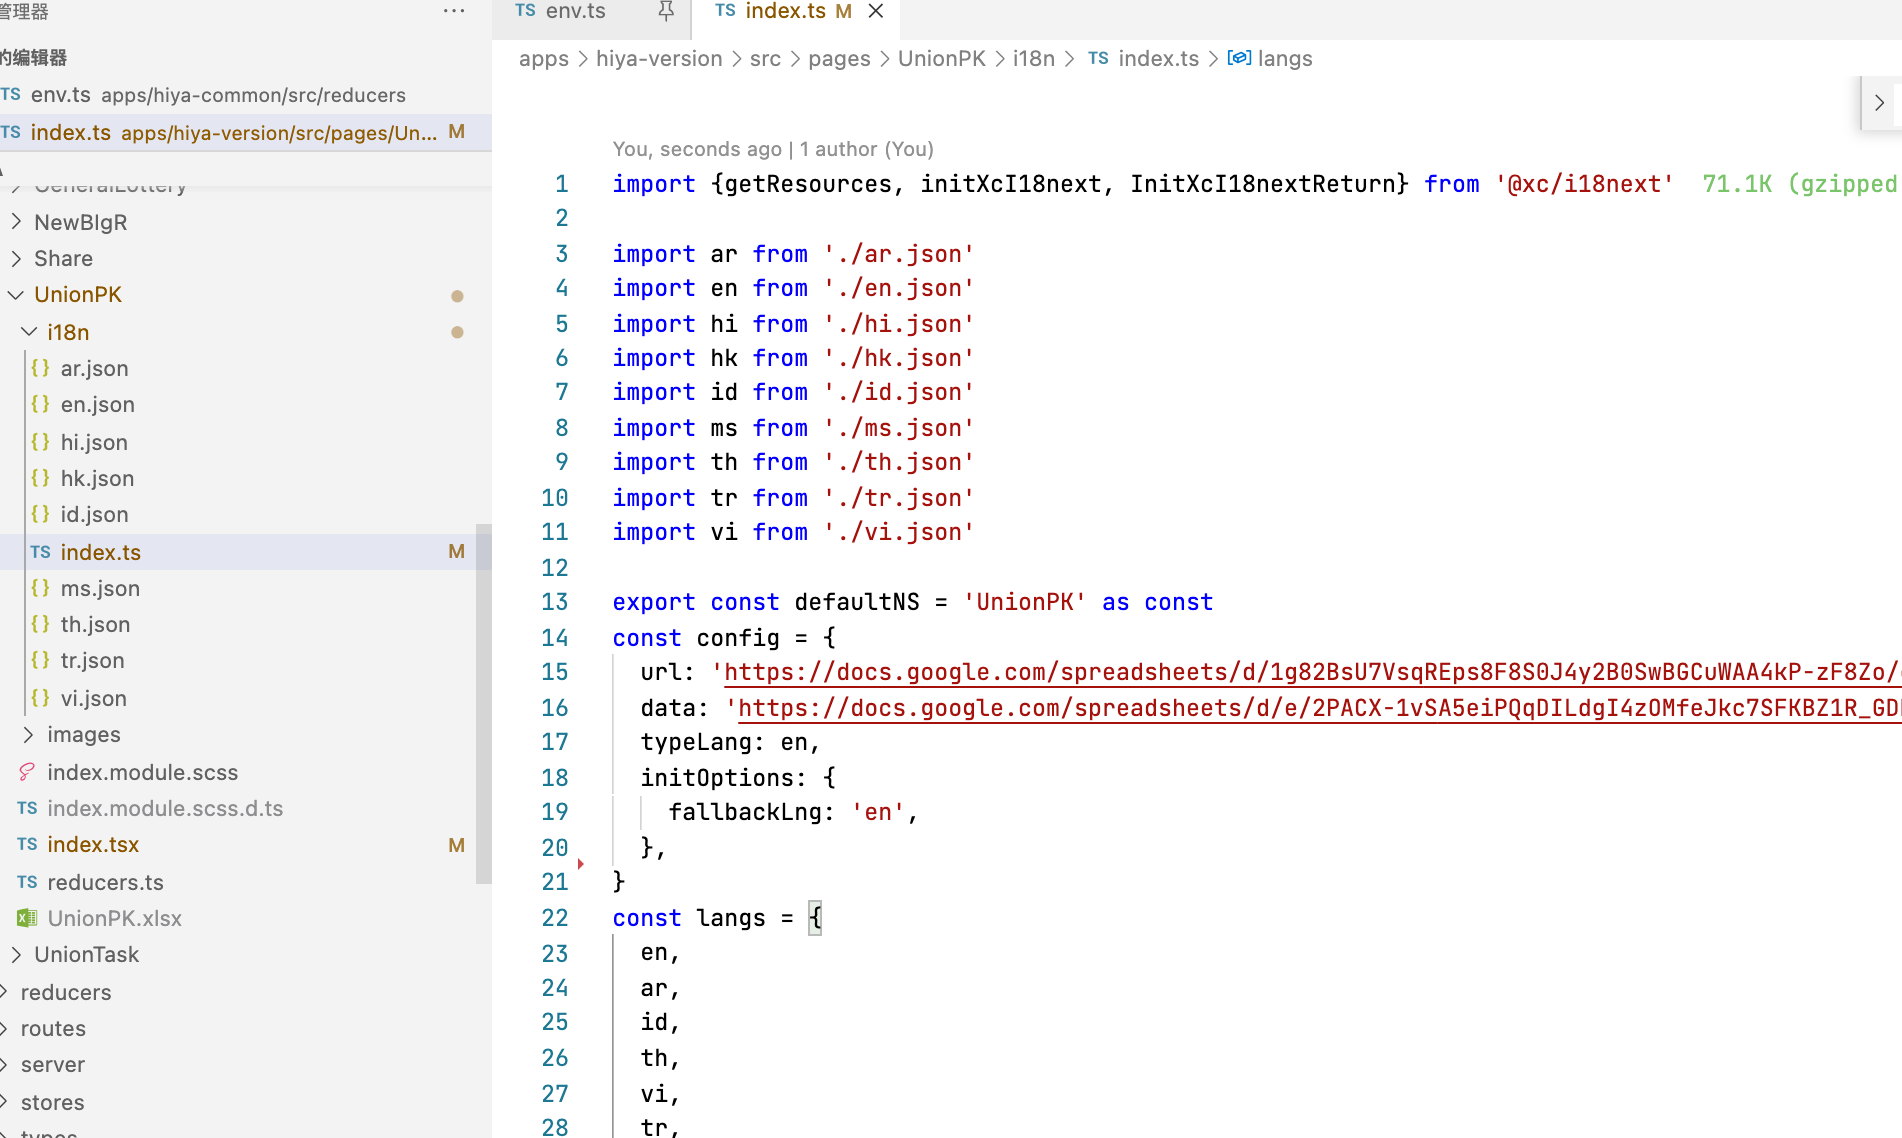 管理器
···
的编辑器
TS env.ts apps/hiya-common/src/reducers
TS index.ts apps/hiya-version/src/pages/Un... M
GeneralLottery
NewBIgR
Share
UnionPK
i18n
{} ar.json
{} en.json
{} hi.json
{} hk.json
{} id.json
TS index.ts M
{} ms.json
{} th.json
{} tr.json
{} vi.json
images
index.module.scss
TS index.module.scss.d.ts
TS index.tsx M
TS reducers.ts
UnionPK.xlsx
UnionTask
reducers
routes
server
stores
types
TS env.ts
TS index.ts M
apps > hiya-version > src > pages > UnionPK > i18n > TS index.ts > langs
You, seconds ago | 1 author (You)
1 import {getResources, initXcI18next, InitXcI18nextReturn} from '@xc/i18next' 71.1K (gzipped
2
3 import ar from './ar.json'
4 import en from './en.json'
5 import hi from './hi.json'
6 import hk from './hk.json'
7 import id from './id.json'
8 import ms from './ms.json'
9 import th from './th.json'
10 import tr from './tr.json'
11 import vi from './vi.json'
12
13 export const defaultNS = 'UnionPK' as const
14 const config = {
15 url: 'https://docs.google.com/spreadsheets/d/1g82BsU7VsqREps8F8S0J4y2B0SwBGCuWAA4kP-zF8Zo/
16 data: 'https://docs.google.com/spreadsheets/d/e/2PACX-1vSA5eiPQqDILdgI4zOMfeJkc7SFKBZ1R_GD
17 typeLang: en,
18 initOptions: {
19 fallbackLng: 'en',
20 },
21 }
22 const langs = {
23 en,
24 ar,
25 id,
26 th,
27 vi,
28 tr,